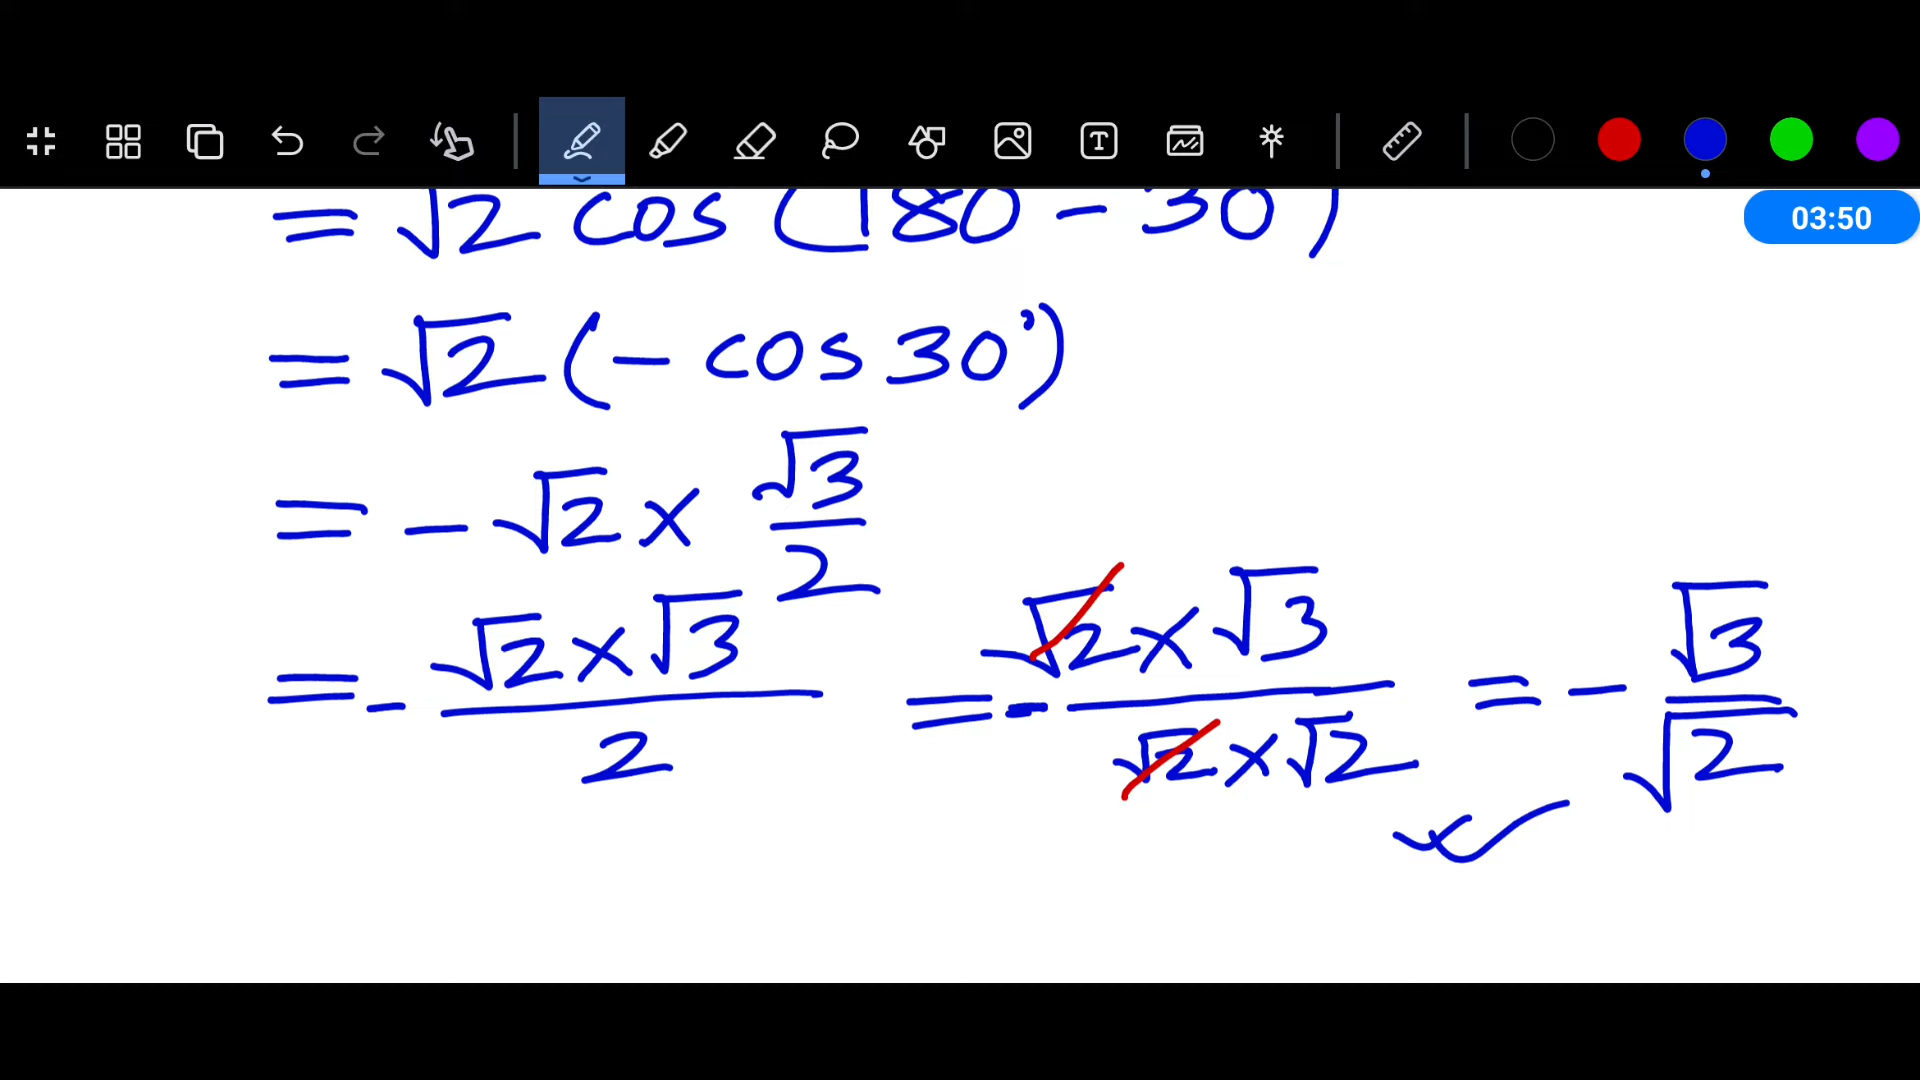 03:50
= √2 cos (180 - 30)
= √2 (- cos 30°)
= - √2 × √3/2
= - (√2 × √3)/2 = - (√2 × √3)/(√2 × √2) = - √3/√2